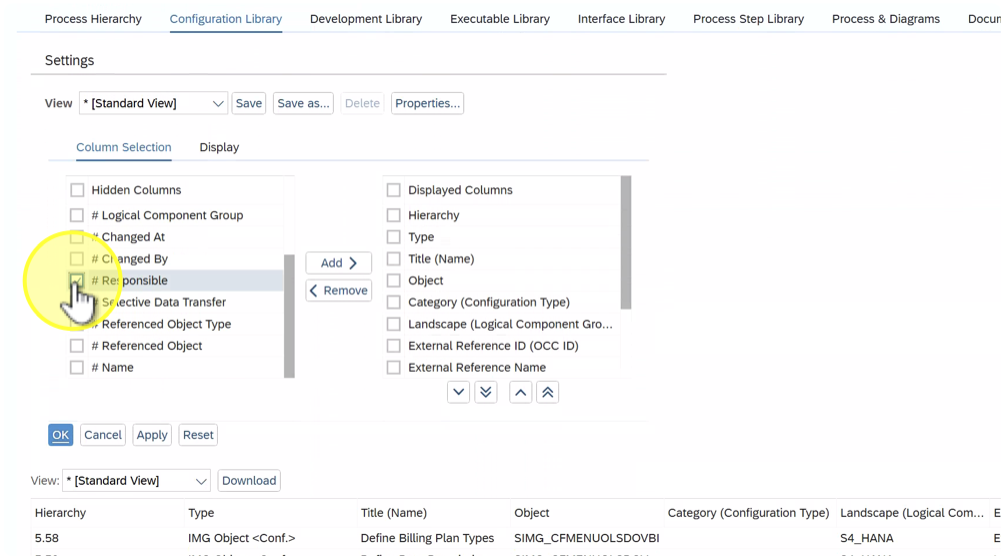 Process Hierarchy Configuration Library Development Library Executable Library Interface Library Process Step Library Process & Diagrams
Settings
View * [Standard View] Save Save as... Delete Properties...
Column Selection Display
Hidden Columns Displayed Columns
# Logical Component Group Hierarchy
# Changed At Type
# Changed By Add Title (Name)
# Responsible Remove Object
Selective Data Transfer Category (Configuration Type)
# Referenced Object Type Landscape (Logical Component Gro...
# Referenced Object External Reference ID (OCC ID)
# Name External Reference Name
OK Cancel Apply Reset
View: * [Standard View] Download
Hierarchy Type Title (Name) Object Category (Configuration Type) Landscape (Logical Com... E
5.58 IMG Object <Conf.> Define Billing Plan Types SIMG_CFMENUOLSDOVBI S4_HANA E